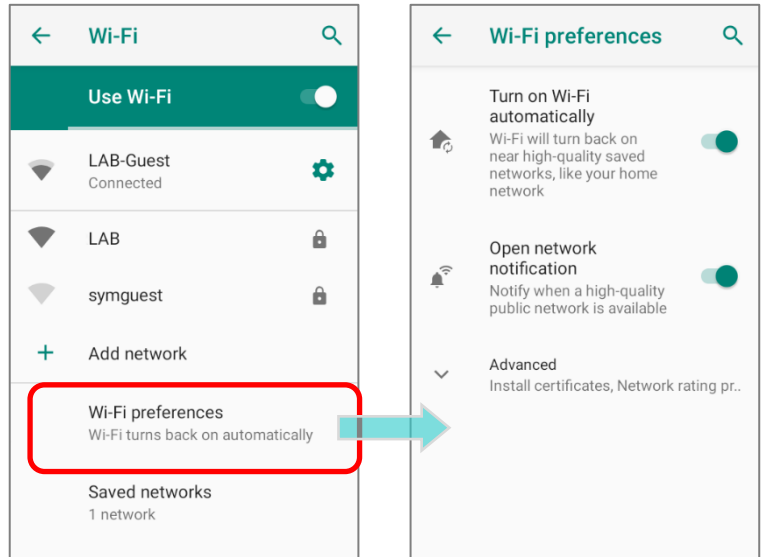 Wi-Fi
Use Wi-Fi
LAB-Guest
Connected
LAB
symguest
Add network
Wi-Fi preferences
Wi-Fi turns back on automatically
Saved networks
1 network
Wi-Fi preferences
Turn on Wi-Fi
automatically
Wi-Fi will turn back on
near high-quality saved
networks, like your home
network
Open network
notification
Notify when a high-quality
public network is available
Advanced
Install certificates, Network rating pr..